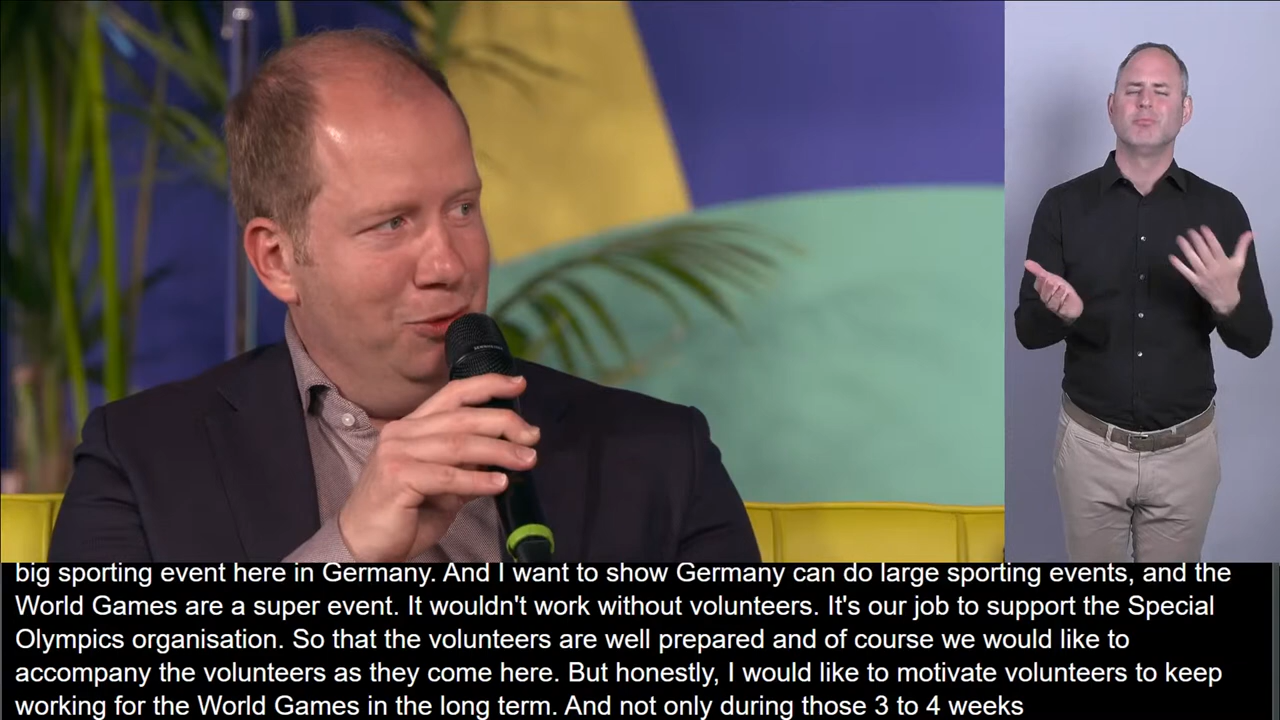 big sporting event here in Germany. And I want to show Germany can do large sporting events, and the
World Games are a super event. It wouldn't work without volunteers. It's our job to support the Special
Olympics organisation. So that the volunteers are well prepared and of course we would like to
accompany the volunteers as they come here. But honestly, I would like to motivate volunteers to keep
working for the World Games in the long term. And not only during those 3 to 4 weeks